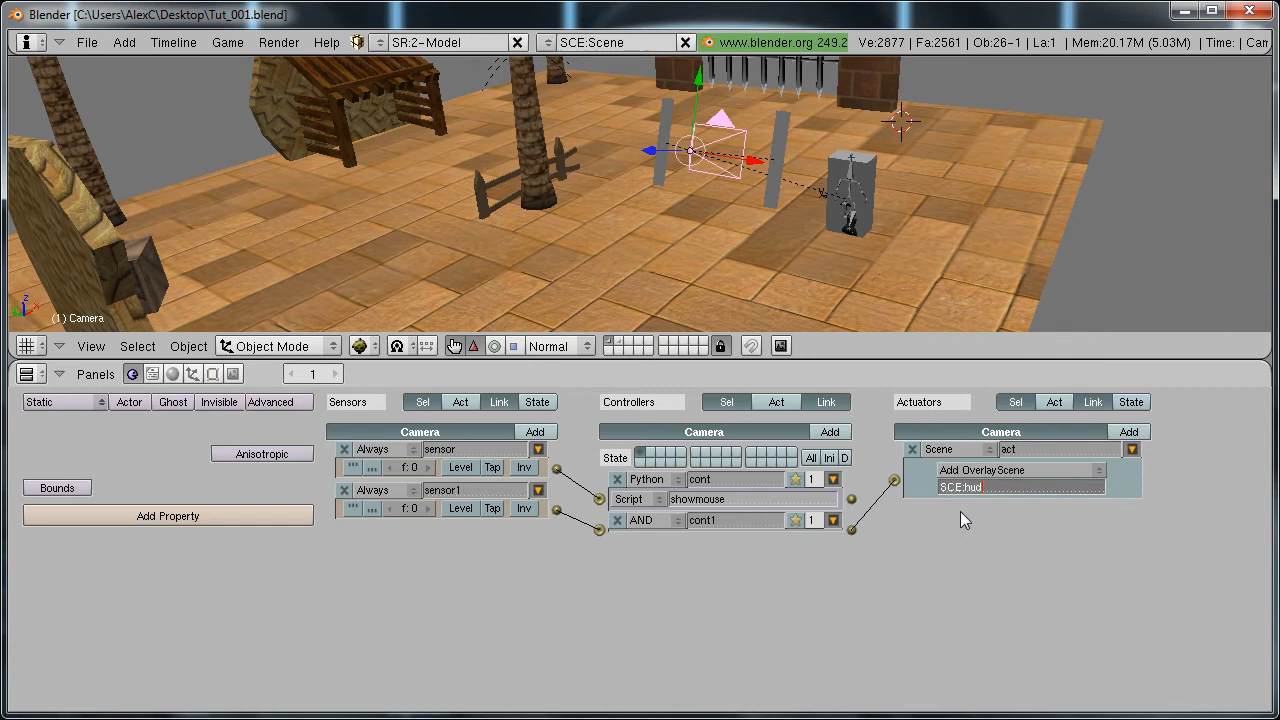 Blender [C:\Users\AlexC\Desktop\Tut_001.blend]
File Add Timeline Game Render Help SR:2-Model SCE:Scene www.blender.org 249.2 Ve:2877 | Fa:2561 | Ob:26-1 | La:1 | Mem:20.17M (5.03M) | Time: | Can
z
(1) Camera
View Select Object Object Mode Normal
Panels 1
Static Actor Ghost Invisible Advanced Sensors Sel Act Link State Controllers Sel Act Link Actuators Sel Act Link State
Camera Add Camera Add Camera Add
Always sensor State All Ini D Scene act
Anisotropic f: 0 Level Tap Inv Python cont 1 Add OverlayScene
Bounds Always sensor1 Script showmouse SCE:hud
Add Property f: 0 Level Tap Inv AND cont1 1